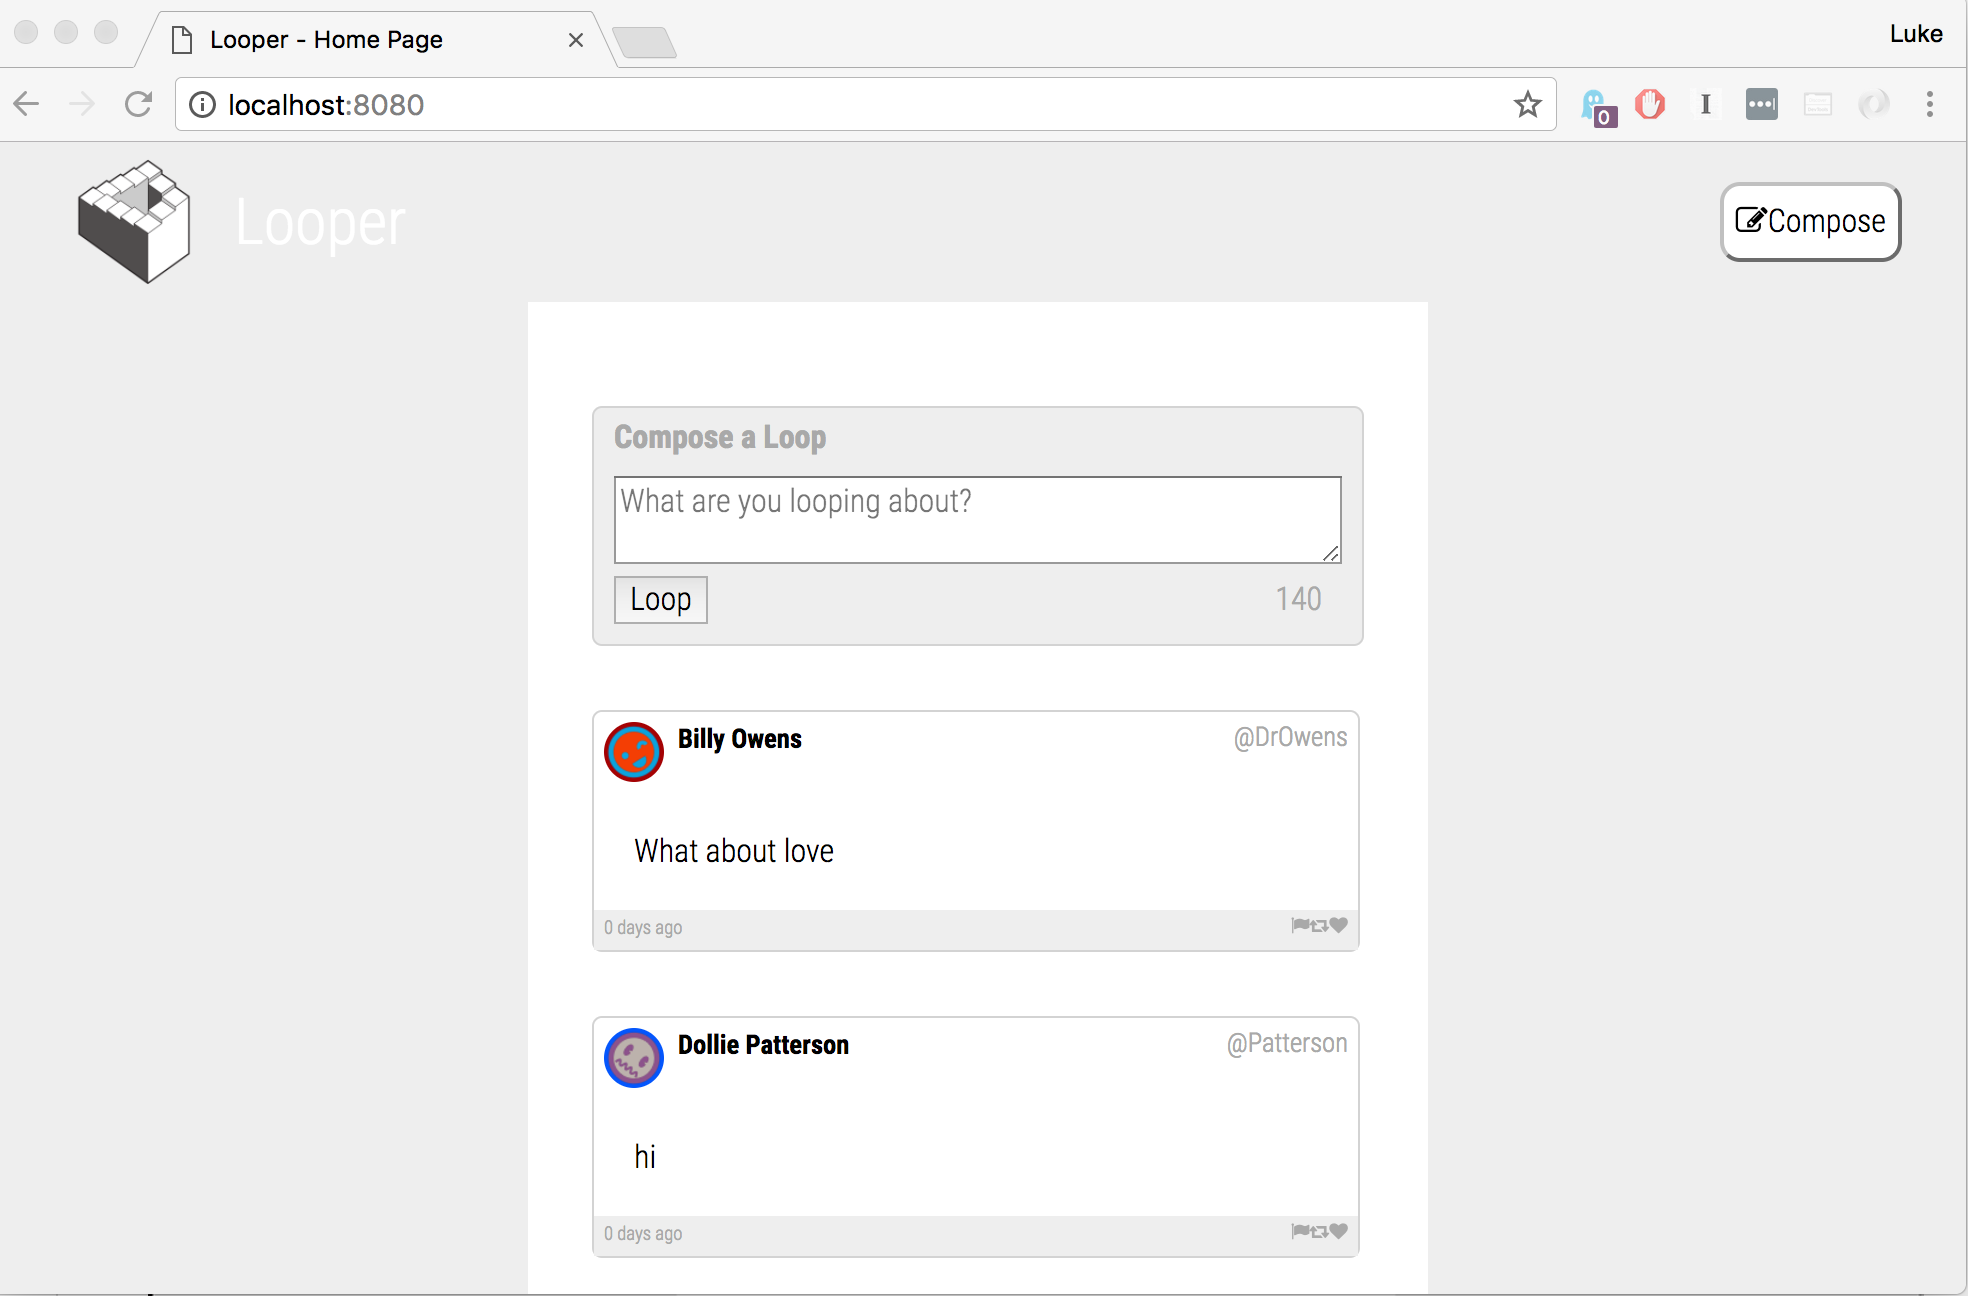 Looper - Home Page
Luke
localhost:8080
0
I
Looper
Compose
Compose a Loop
What are you looping about?
Loop
140
Billy Owens
@DrOwens
What about love
0 days ago
Dollie Patterson
@Patterson
hi
0 days ago